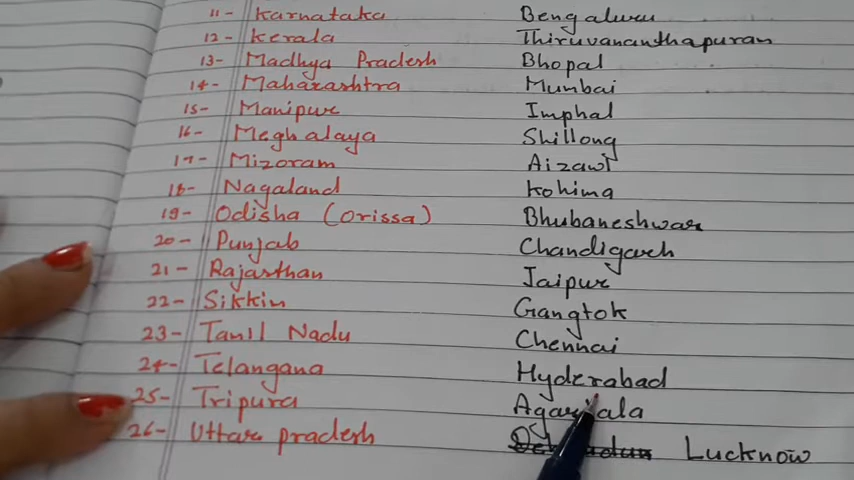 11- Karnataka Bengaluru
12- Kerala Thiruvananthapuram
13- Madhya Pradesh Bhopal
14- Maharashtra Mumbai
15- Manipur Imphal
16- Meghalaya Shillong
17- Mizoram Aizawl
18- Nagaland Kohima
19- Odisha (Orissa) Bhubaneshwar
20- Punjab Chandigarh
21- Rajasthan Jaipur
22- Sikkim Gangtok
23- Tamil Nadu Chennai
24- Telangana Hyderabad
25- Tripura Agartala
26- Uttar pradesh Lucknow